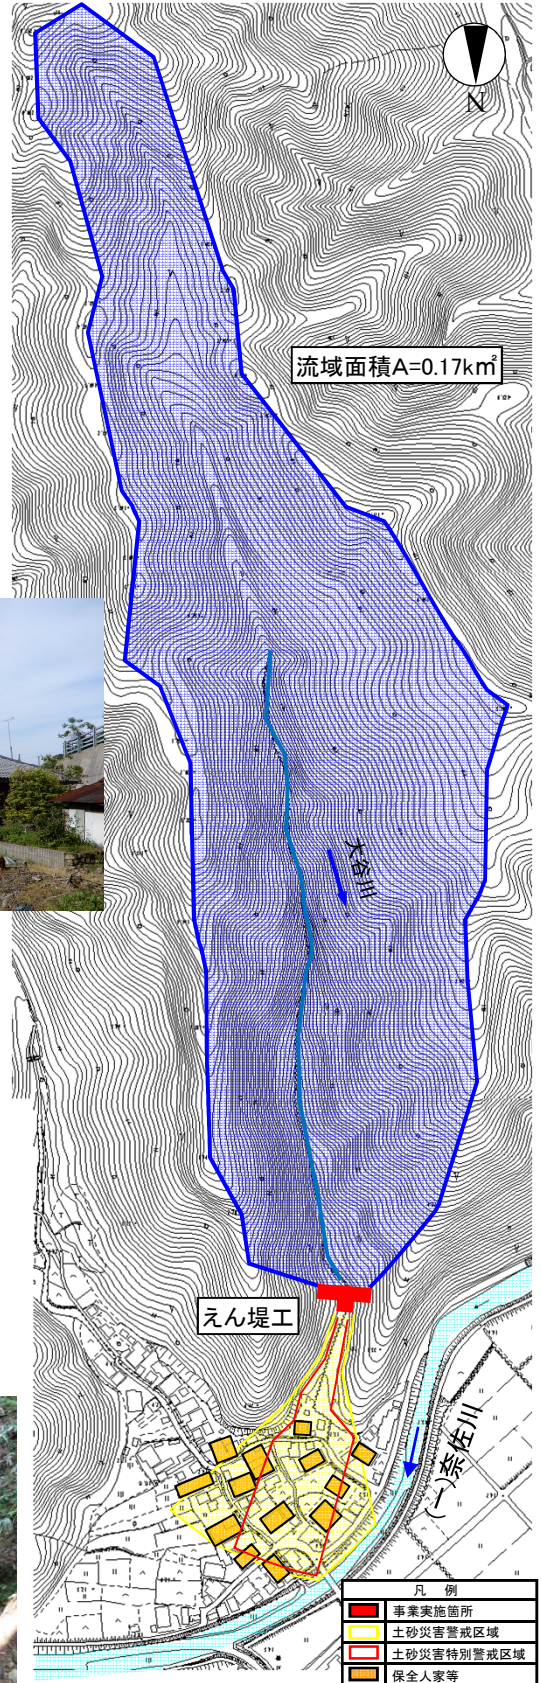 N
流域面積A=0.17k㎡
大谷川
えん堤工
(一)奈佐川
凡 例
事業実施箇所
土砂災害警戒区域
土砂災害特別警戒区域
保全人家等